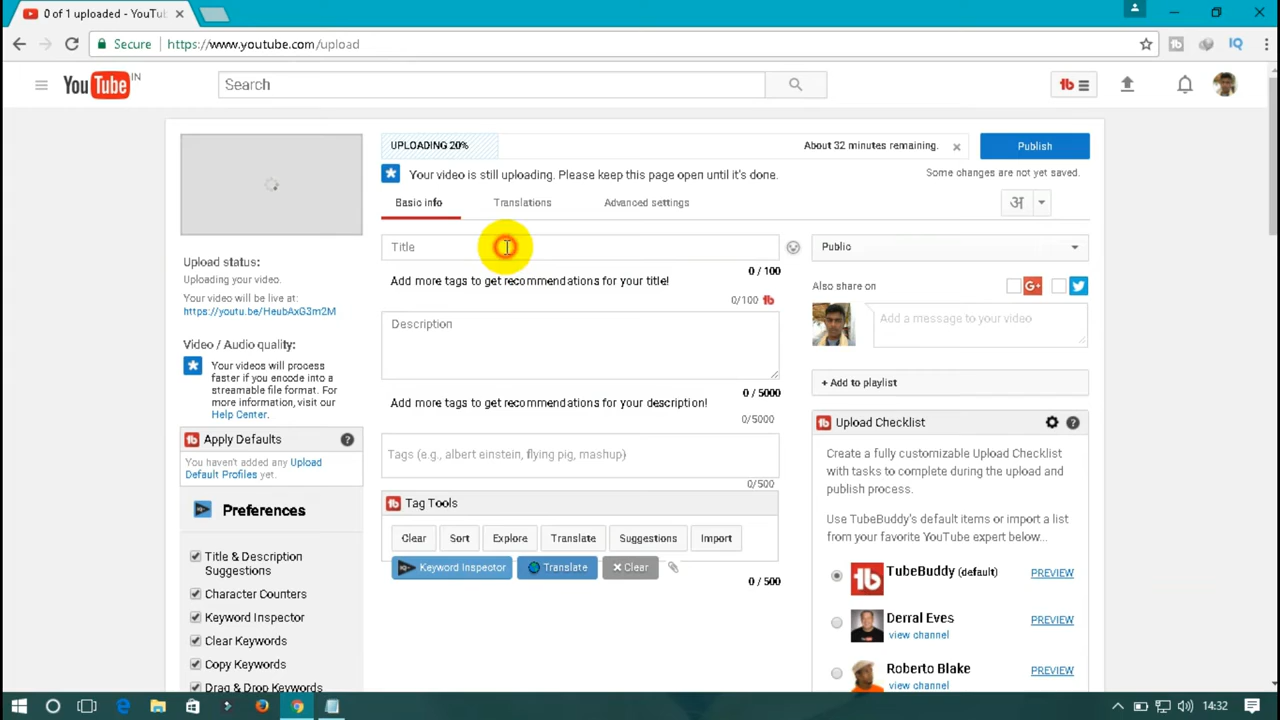 0 of 1 uploaded - YouTub
Secure
https://www.youtube.com/upload
YouTube IN
Search
UPLOADING 20%
About 32 minutes remaining.
Publish
Your video is still uploading. Please keep this page open until it's done.
Some changes are not yet saved.
Basic info
Translations
Advanced settings
अ
Title
Public
0 / 100
Add more tags to get recommendations for your title!
0/100
Upload status:
Uploading your video.
Your video will be live at:
https://youtu.be/HeubAxG3m2M
Also share on
Add a message to your video
Description
Video / Audio quality:
Your videos will process
faster if you encode into a
streamable file format. For
more information, visit our
Help Center.
0 / 5000
Add more tags to get recommendations for your description!
0/5000
+ Add to playlist
Apply Defaults
You haven't added any Upload
Default Profiles yet.
Tags (e.g., albert einstein, flying pig, mashup)
0/500
Tag Tools
Clear
Sort
Explore
Translate
Suggestions
Import
Keyword Inspector
Translate
Clear
0 / 500
Preferences
Title & Description
Suggestions
Character Counters
Keyword Inspector
Clear Keywords
Copy Keywords
Drag & Drop Keywords
Upload Checklist
Create a fully customizable Upload Checklist
with tasks to complete during the upload and
publish process.
Use TubeBuddy's default items or import a list
from your favorite YouTube expert below...
TubeBuddy (default)
PREVIEW
Derral Eves
view channel
PREVIEW
Roberto Blake
view channel
PREVIEW
14:32